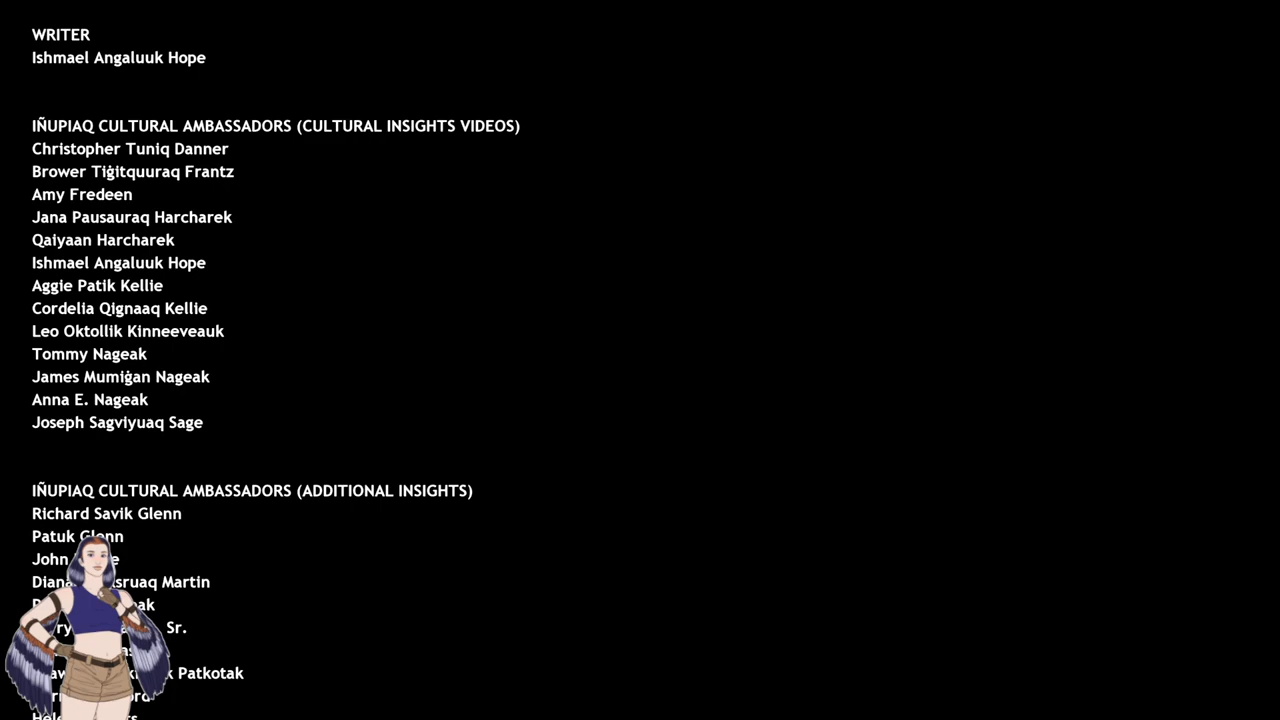 WRITER
Ishmael Angaluuk Hope
IÑUPIAQ CULTURAL AMBASSADORS (CULTURAL INSIGHTS VIDEOS)
Christopher Tuniq Danner
Brower Tiġitquuraq Frantz
Amy Fredeen
Jana Pausauraq Harcharek
Qaiyaan Harcharek
Ishmael Angaluuk Hope
Aggie Patik Kellie
Cordelia Qignaaq Kellie
Leo Oktollik Kinneeveauk
Tommy Nageak
James Mumiġan Nageak
Anna E. Nageak
Joseph Sagviyuaq Sage
IÑUPIAQ CULTURAL AMBASSADORS (ADDITIONAL INSIGHTS)
Richard Savik Glenn
Patuk Glenn
John
Martin
Sr.
Patkotak